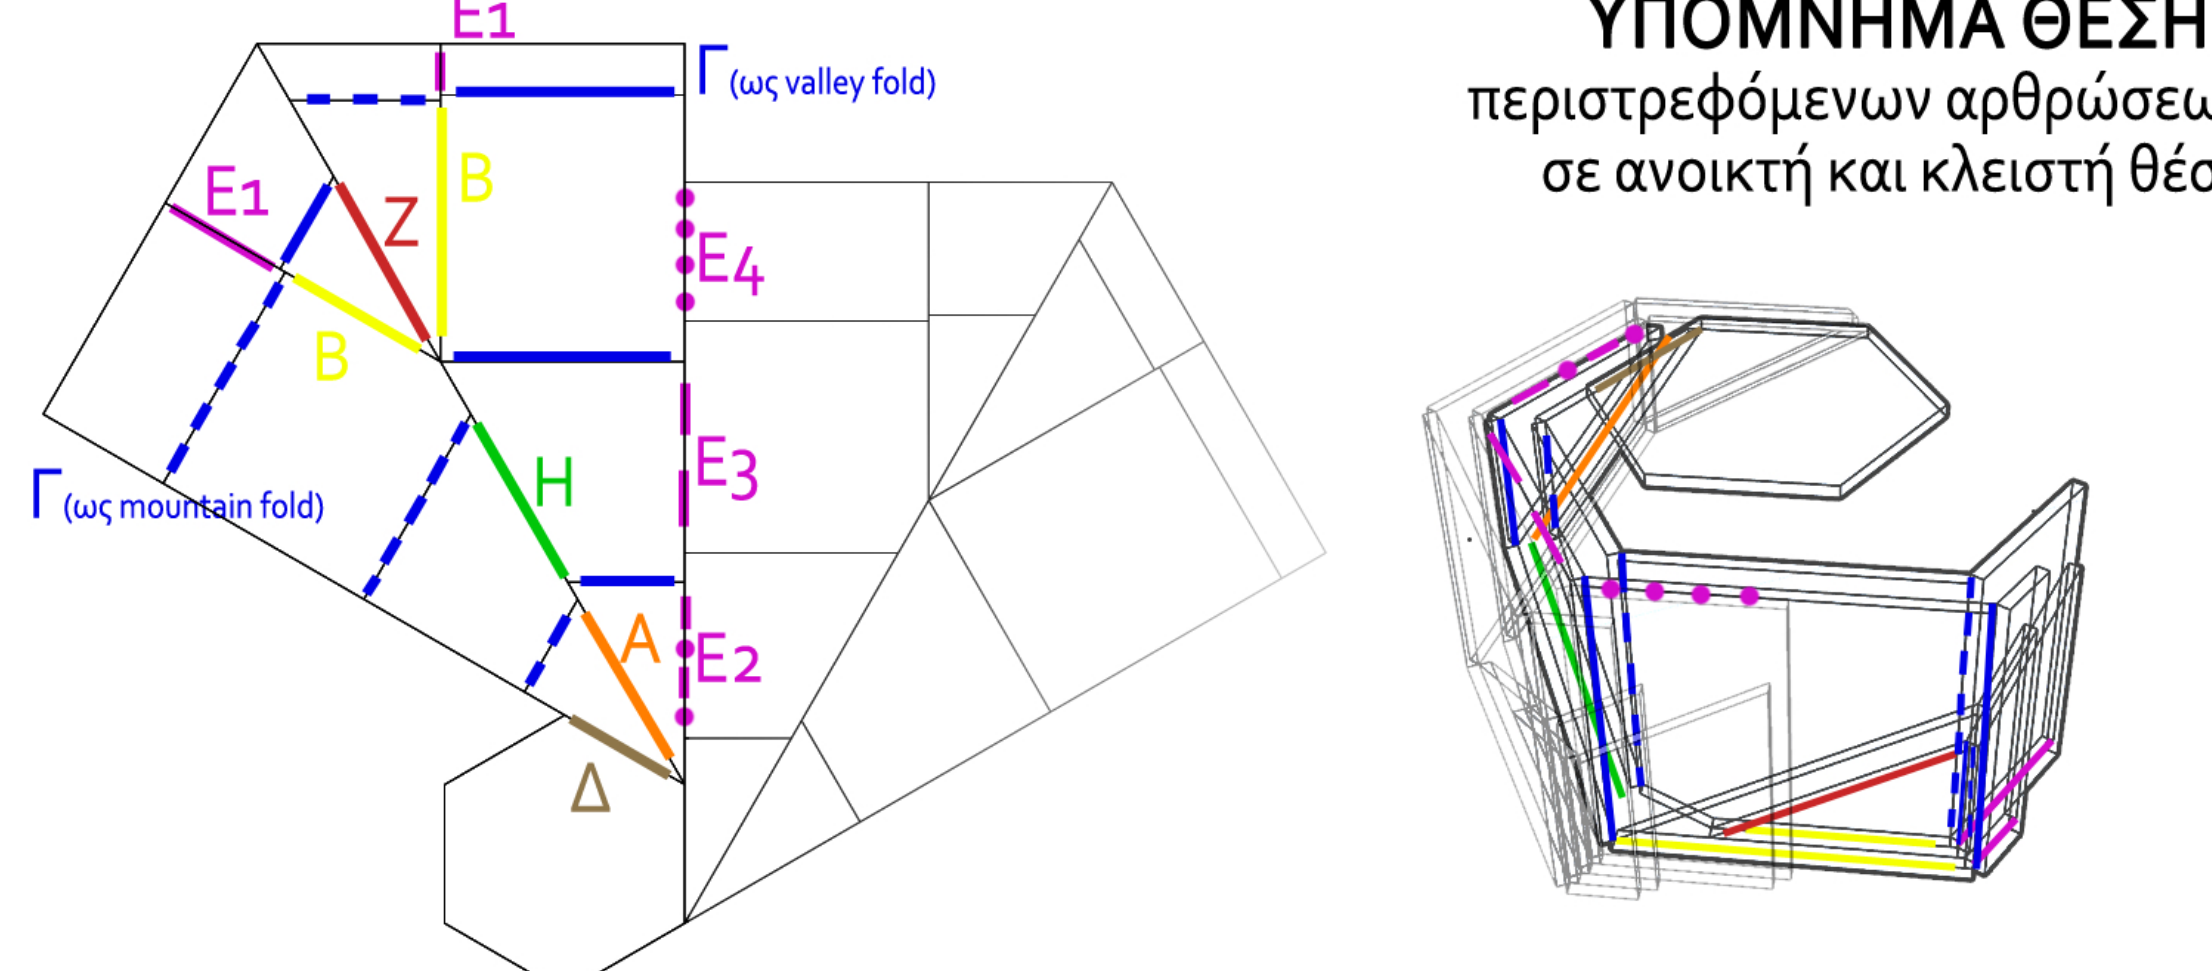 E1
Γ (ως valley fold)
E1
Z
B
E4
B
Γ (ως mountain fold)
H
E3
A
E2
Δ
ΥΠΟΜΝΗΜΑ ΘΕΣΗ
περιστρεφόμενων αρθρώσεω
σε ανοικτή και κλειστή θέσ